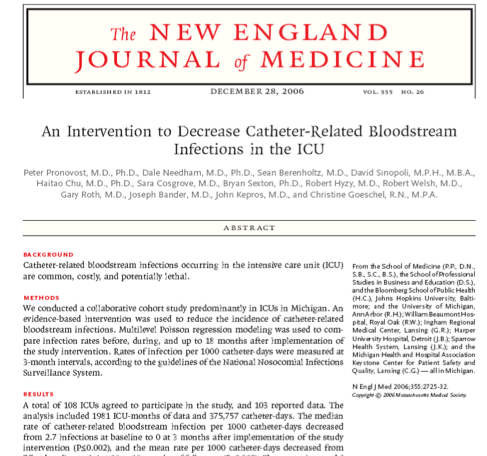 The NEW ENGLAND
JOURNAL of MEDICINE
ESTABLISHED IN 1812
DECEMBER 28, 2006
VOL. 355 NO. 26
An Intervention to Decrease Catheter-Related Bloodstream
Infections in the ICU
Peter Pronovost, M.D., Ph.D., Dale Needham, M.D., Ph.D., Sean Berenholtz, M.D., David Sinopoli, M.P.H., M.B.A.,
Haitao Chu, M.D., Ph.D., Sara Cosgrove, M.D., Bryan Sexton, Ph.D., Robert Hyzy, M.D., Robert Welsh, M.D.,
Gary Roth, M.D., Joseph Bander, M.D., John Kepros, M.D., and Christine Goeschel, R.N., M.P.A.
ABSTRACT
BACKGROUND
Catheter-related bloodstream infections occurring in the intensive care unit (ICU)
are common, costly, and potentially lethal.
METHODS
We conducted a collaborative cohort study predominantly in ICUs in Michigan. An
evidence-based intervention was used to reduce the incidence of catheter-related
bloodstream infections. Multilevel Poisson regression modeling was used to com-
pare infection rates before, during, and up to 18 months after implementation of
the study intervention. Rates of infection per 1000 catheter-days were measured at
3-month intervals, according to the guidelines of the National Nosocomial Infections
Surveillance System.
RESULTS
A total of 108 ICUs agreed to participate in the study, and 103 reported data. The
analysis included 1981 ICU-months of data and 375,757 catheter-days. The median
rate of catheter-related bloodstream infection per 1000 catheter-days decreased
from 2.7 infections at baseline to 0 at 3 months after implementation of the study
intervention (P≤0.002), and the mean rate per 1000 catheter-days decreased from
From the School of Medicine (P.P., D.N.,
S.B., S.C., B.S.), the School of Professional
Studies in Business and Education (D.S.),
and the Bloomberg School of Public Health
(H.C.), Johns Hopkins University, Balti-
more; and the University of Michigan,
Ann Arbor (R.H.); William Beaumont Hos-
pital, Royal Oak (R.W.); Ingham Regional
Medical Center, Lansing (G.R.); Harper
University Hospital, Detroit (J.B.); Sparrow
Health System, Lansing (J.K.); and the
Michigan Health and Hospital Association
Keystone Center for Patient Safety and
Quality, Lansing (C.G.) — all in Michigan.
N Engl J Med 2006;355:2725-32.
Copyright © 2006 Massachusetts Medical Society.